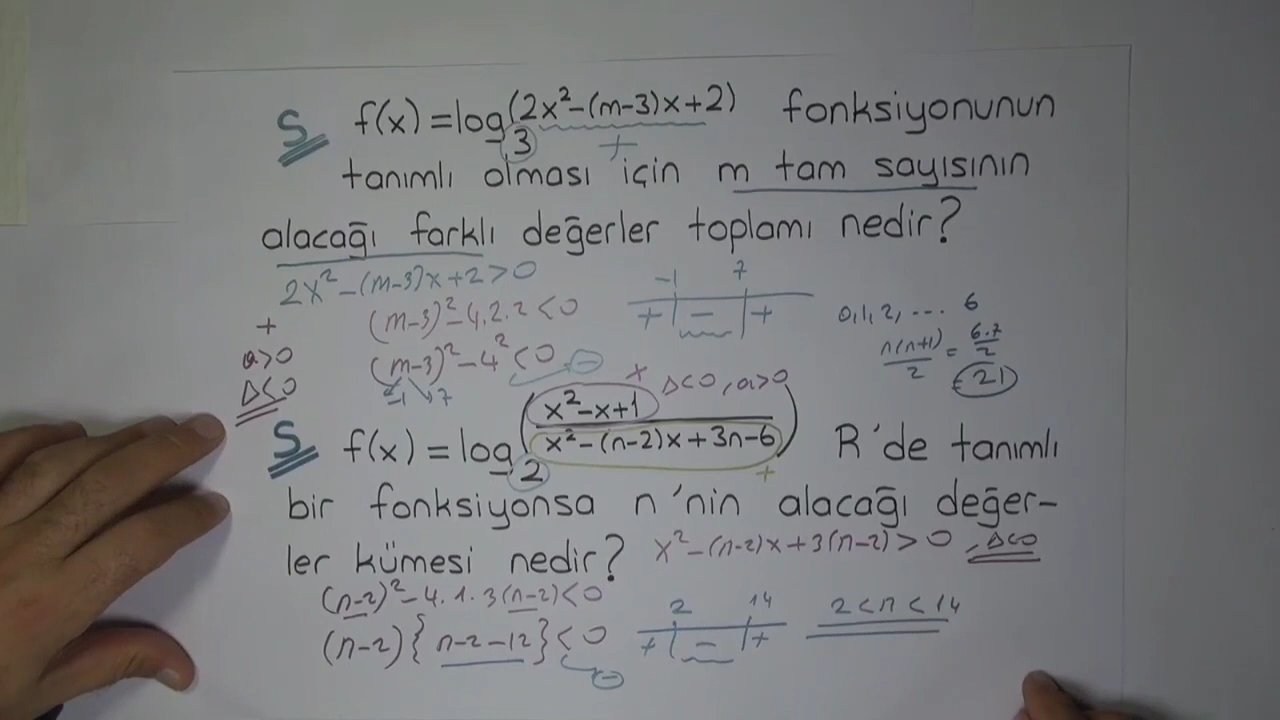 S f(x) = log₃(2x²-(m-3)x+2) fonksiyonunun
+
tanımlı olması için m tam sayısının
alacağı farklı değerler toplamı nedir?
2x²-(m-3)x+2>0
+
a>0
Δ<0
(m-3)²-4.2.2<0
(m-3)²-4²<0 -
-1 7
-1 7
+ - +
0,1,2,... 6
n(n+1)/2 = 6.7/2
= 21
+ Δ<0, a>0
S f(x) = log₂((x²-x+1)/(x²-(n-2)x+3n-6)) R'de tanımlı
+
bir fonksiyonsa n'nin alacağı değer-
ler kümesi nedir? x²-(n-2)x+3(n-2)>0, Δ<0
(n-2)²-4.1.3(n-2)<0
(n-2){n-2-12}<0
-
2 14
+ - +
2<n<14